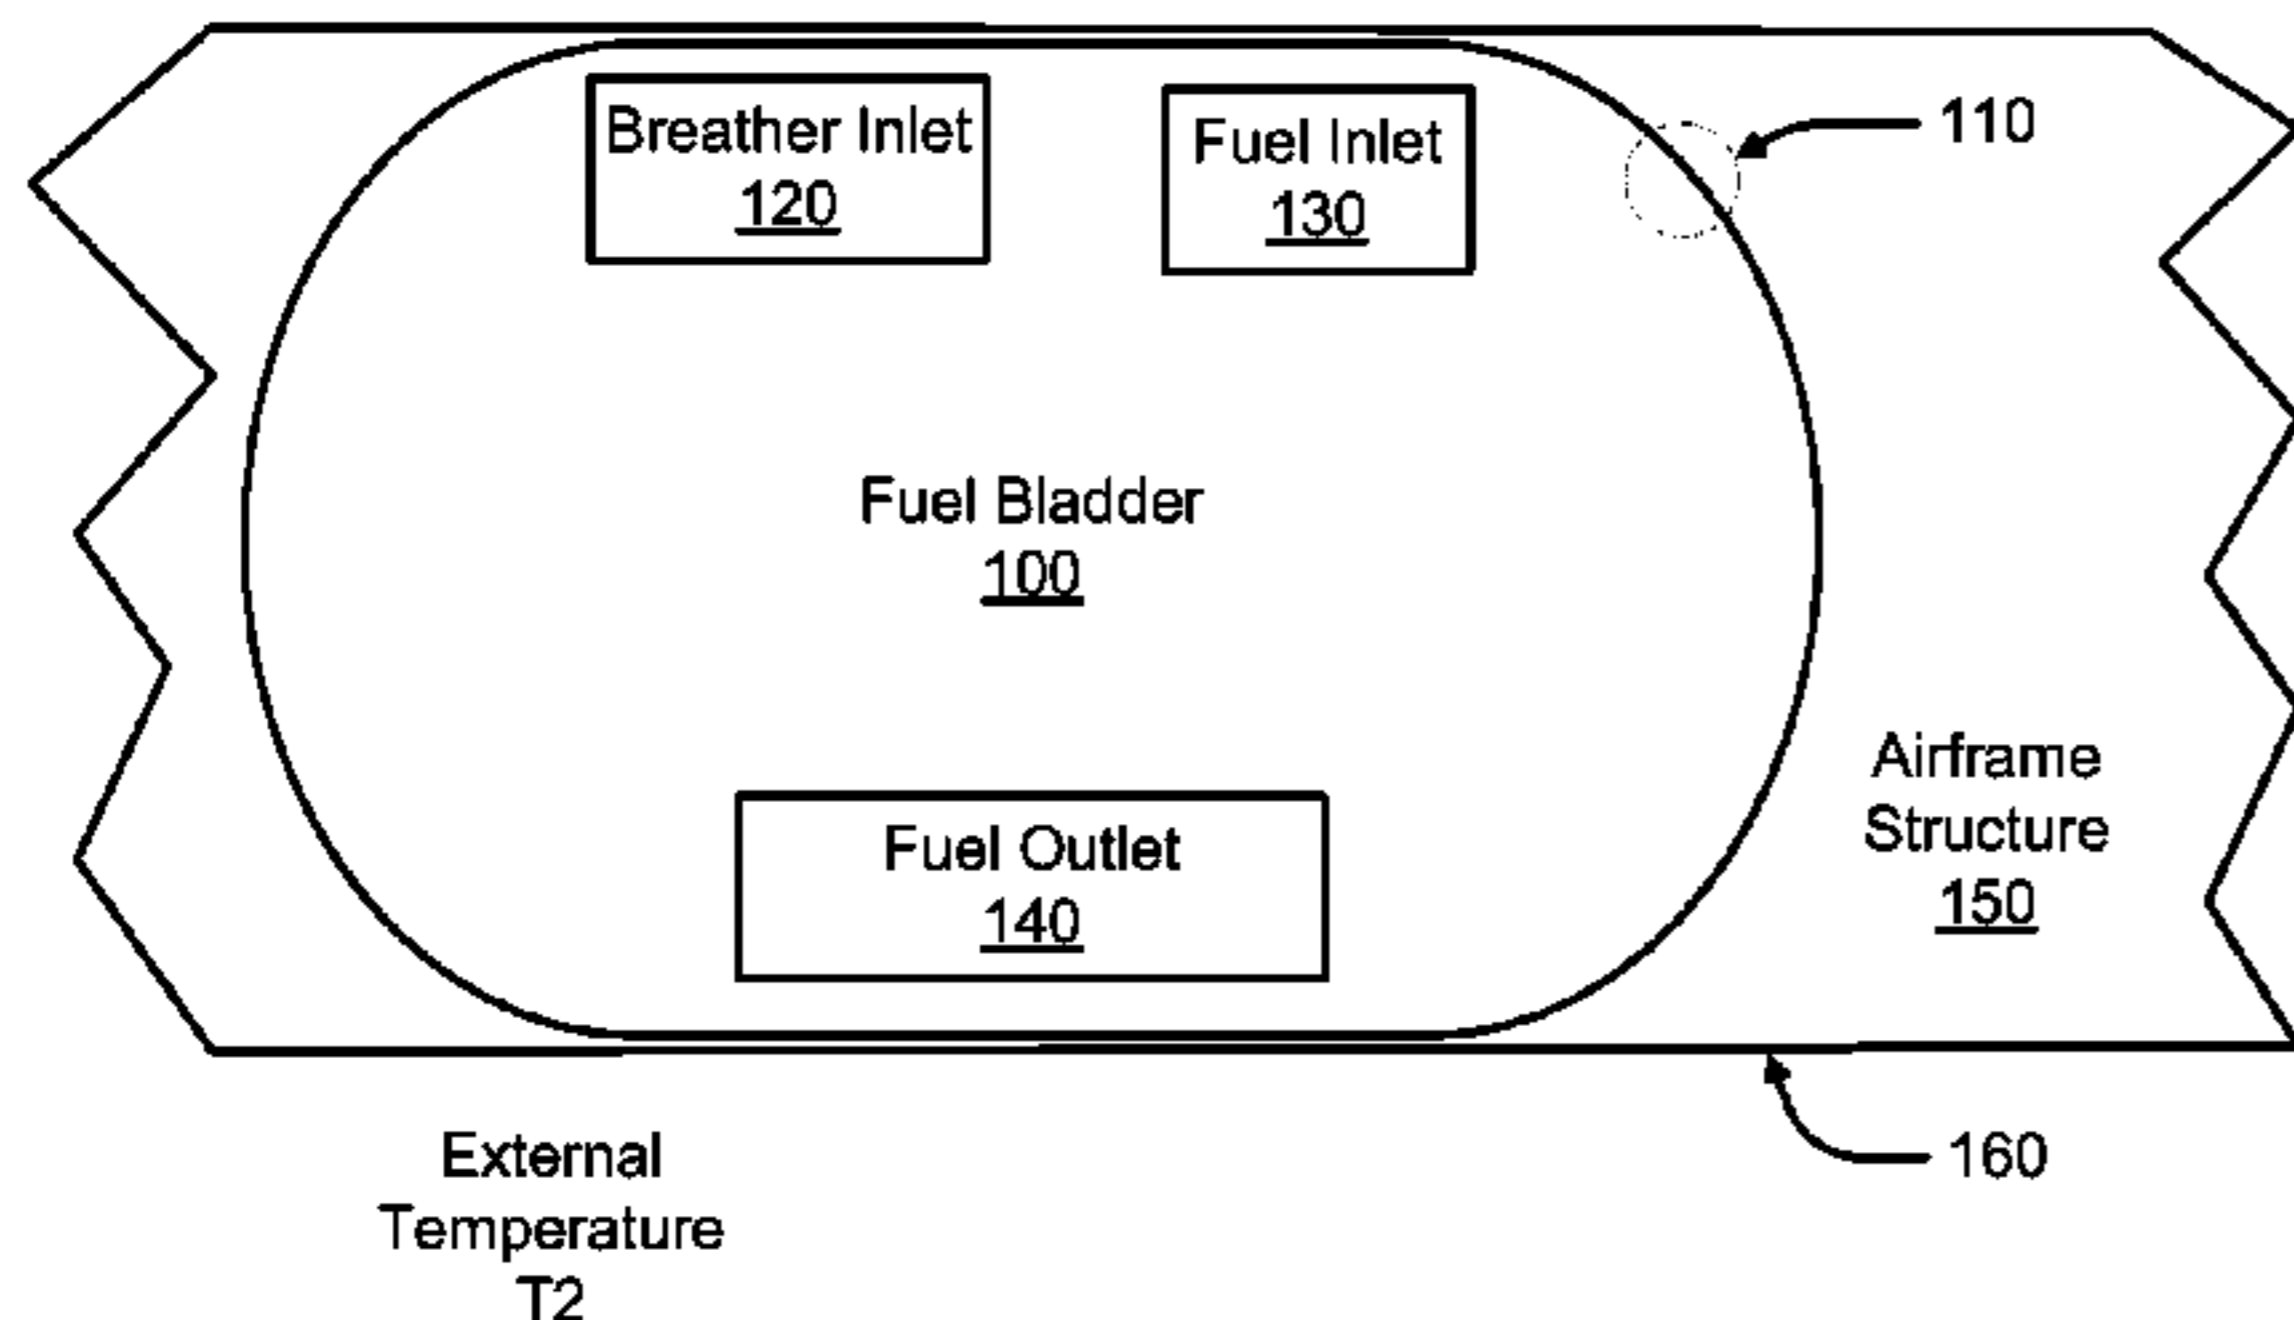 Breather Inlet
120
Fuel Inlet
130
110
Fuel Bladder
100
Airframe
Structure
150
Fuel Outlet
140
160
External
Temperature
T2